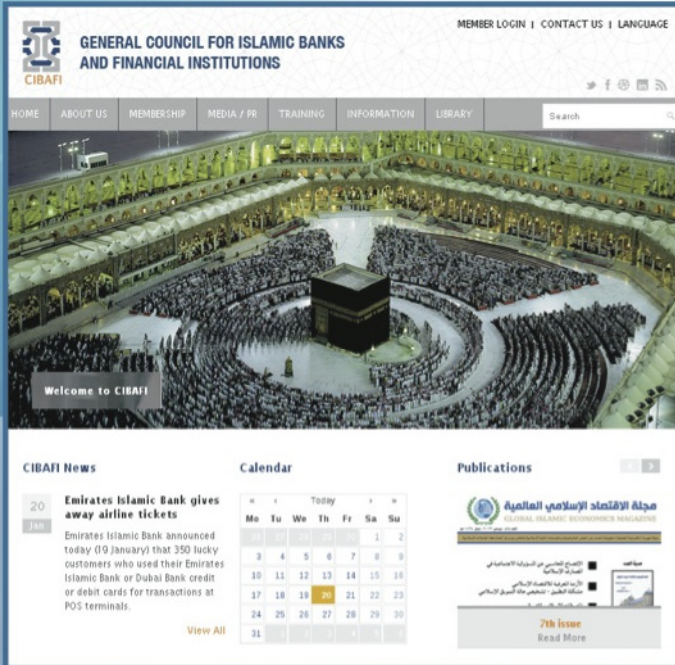 MEMBER LOGIN | CONTACT US | LANGUAGE
CIBAFI
GENERAL COUNCIL FOR ISLAMIC BANKS
AND FINANCIAL INSTITUTIONS
HOME ABOUT US MEMBERSHIP MEDIA / PR TRAINING INFORMATION LIBRARY Search
Welcome to CIBAFI
CIBAFI News
20
Jan
Emirates Islamic Bank gives
away airline tickets
Emirates Islamic Bank announced
today (19 January) that 350 lucky
customers who used their Emirates
Islamic Bank or Dubai Bank credit
or debit cards for transactions at
POS terminals.
View All
Calendar
« ‹ Today › »
Mo Tu We Th Fr Sa Su
1 2
3 4 5 6 7 8 9
10 11 12 13 14 15 16
17 18 19 20 21 22 23
24 25 26 27 28 29 30
31
Publications
مجلة الاقتصاد الإسلامي العالمية
GLOBAL ISLAMIC ECONOMICS MAGAZINE
7th issue
Read More